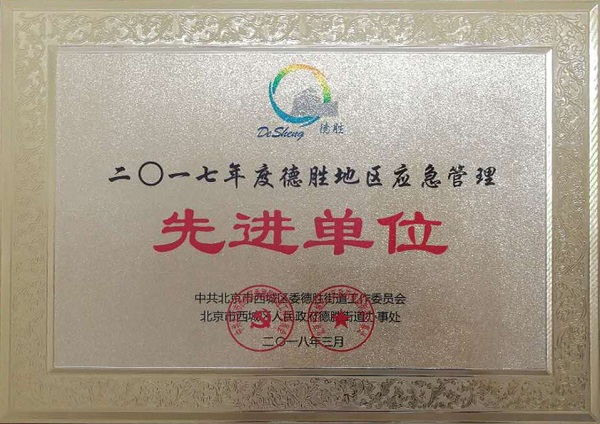 DeSheng 德胜
二〇一七年度德胜地区应急管理
先进单位
中共北京市西城区委德胜街道工作委员会
北京市西城区人民政府德胜街道办事处
二〇一八年三月